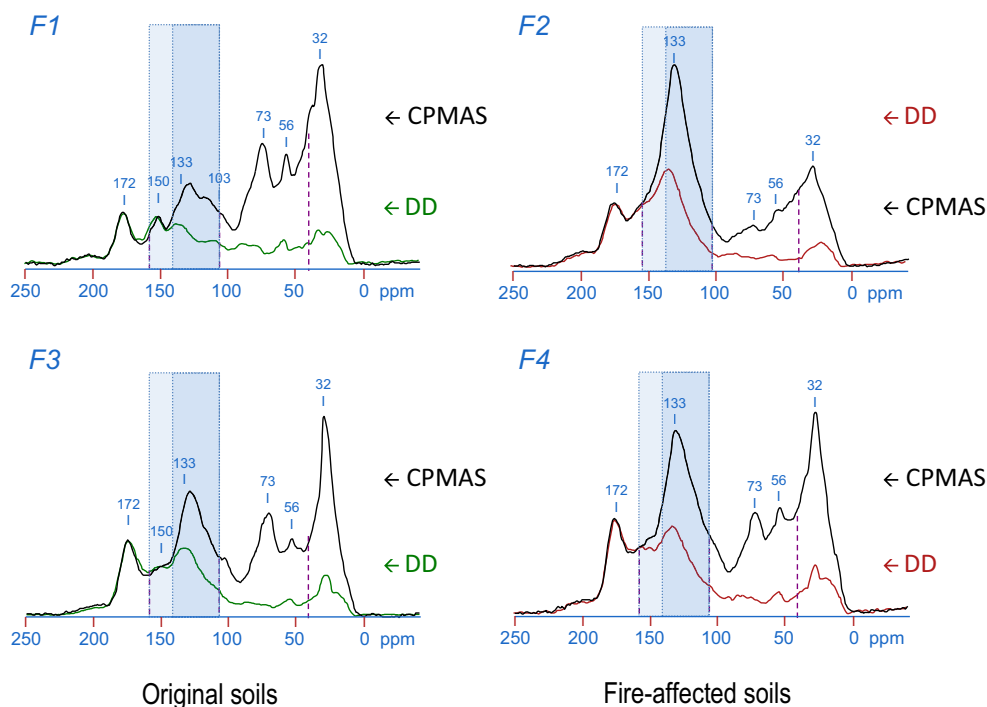 F1
32
← CPMAS
73
56
133
172
150
103
← DD
250 200 150 100 50 0 ppm
F2
133
← DD
32
172
73
56
← CPMAS
250 200 150 100 50 0 ppm
F3
32
133
← CPMAS
73
172
150
56
← DD
250 200 150 100 50 0 ppm
F4
32
133
← CPMAS
73
56
172
← DD
250 200 150 100 50 0 ppm
Original soils
Fire-affected soils